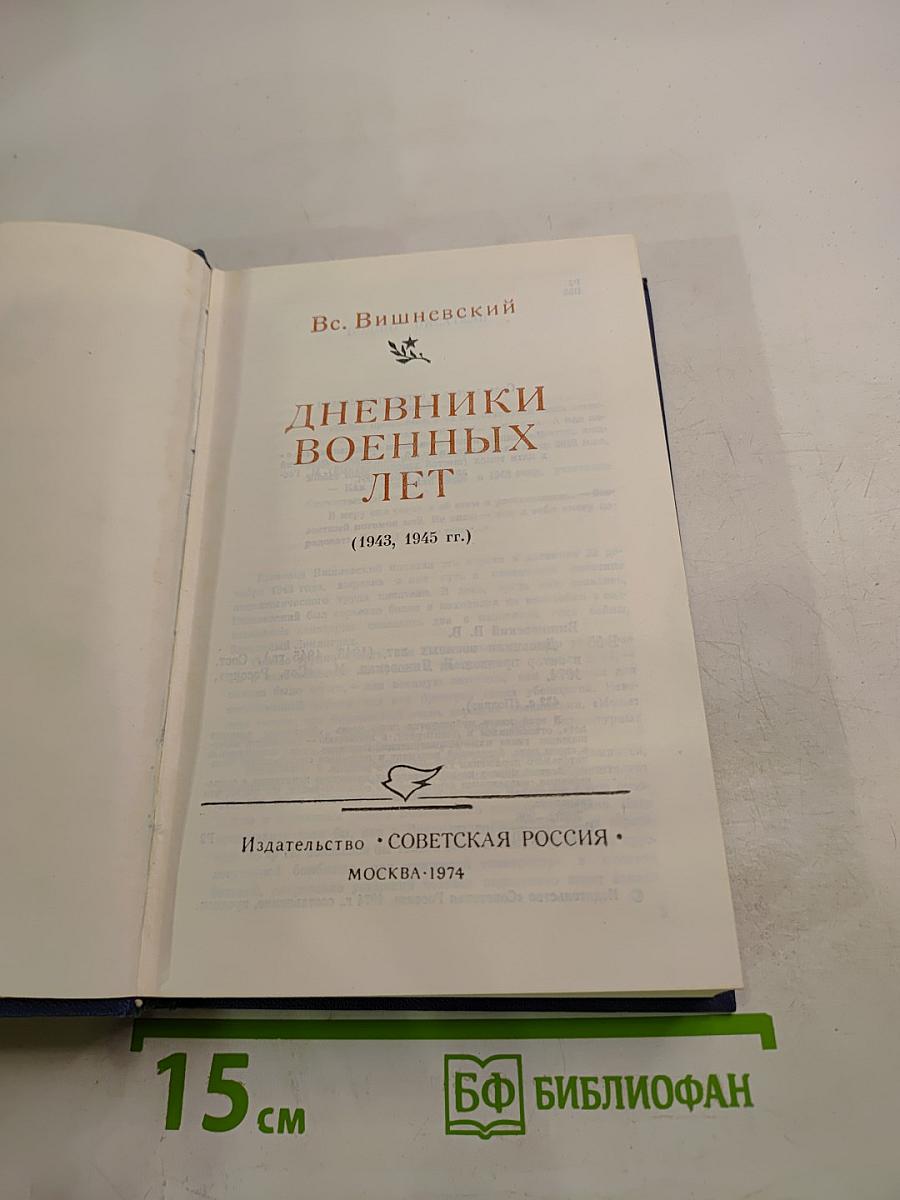 Вс. Вишневский
ДНЕВНИКИ
ВОЕННЫХ
ЛЕТ
(1943, 1945 гг.)
Издательство • СОВЕТСКАЯ РОССИЯ •
МОСКВА·1974
15 см
БФ БИБЛИОФАН